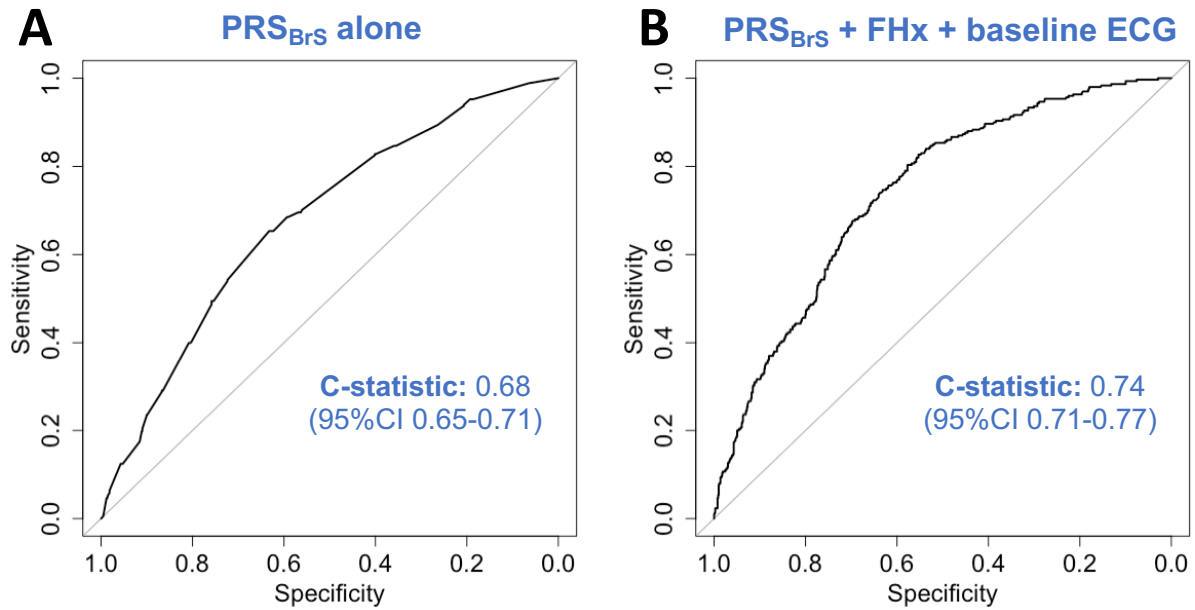 A
PRSBrS alone
1.0
0.8
0.6
0.4
0.2
0.0
Sensitivity
C-statistic: 0.68
(95%CI 0.65-0.71)
1.0 0.8 0.6 0.4 0.2 0.0
Specificity
B
PRSBrS + FHx + baseline ECG
1.0
0.8
0.6
0.4
0.2
0.0
Sensitivity
C-statistic: 0.74
(95%CI 0.71-0.77)
1.0 0.8 0.6 0.4 0.2 0.0
Specificity